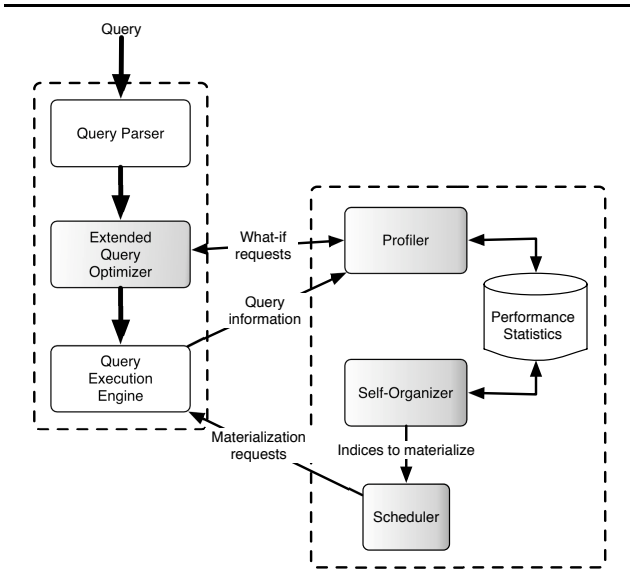 Query
Query Parser
Extended
Query
Optimizer
What-if
requests
Profiler
Query
information
Performance
Statistics
Query
Execution
Engine
Self-Organizer
Materialization
requests
Indices to materialize
Scheduler